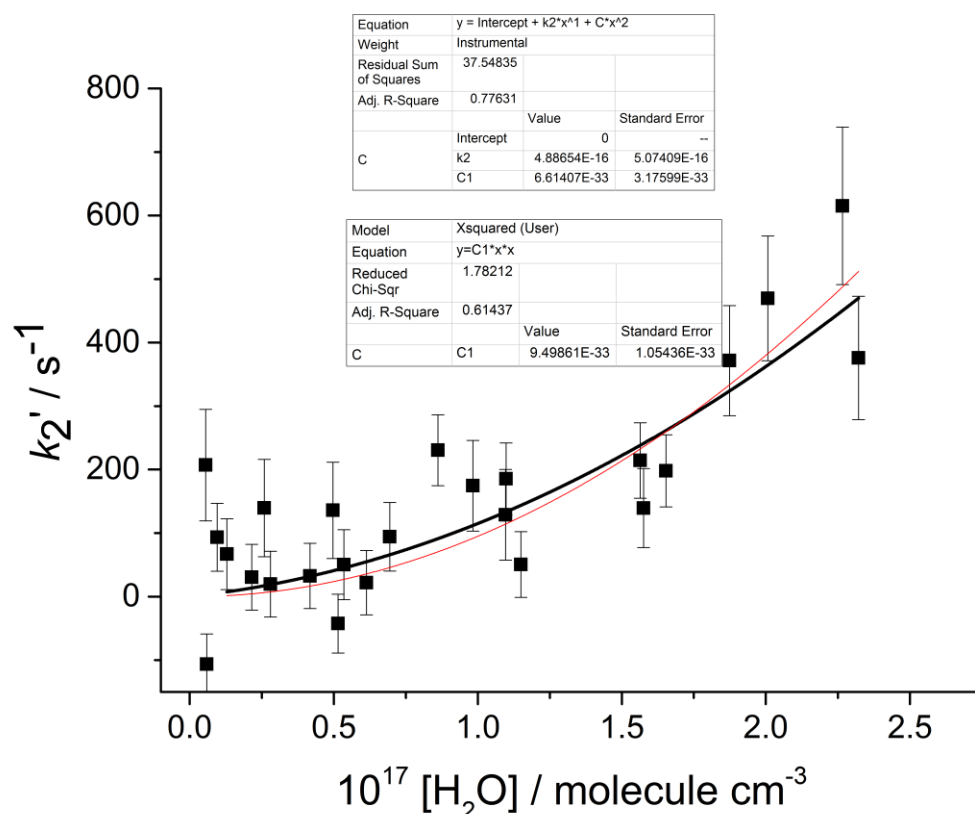 Equation y = Intercept + k2*x^1 + C*x^2
Weight Instrumental
Residual Sum of Squares 37.54835
Adj. R-Square 0.77631
Value Standard Error
Intercept 0 --
C k2 4.88654E-16 5.07409E-16
C1 6.61407E-33 3.17599E-33
Model Xsquared (User)
Equation y=C1*x*x
Reduced Chi-Sqr 1.78212
Adj. R-Square 0.61437
Value Standard Error
C C1 9.49861E-33 1.05436E-33
800
600
400
200
0
k2' / s-1
0.0 0.5 1.0 1.5 2.0 2.5
10^17 [H2O] / molecule cm-3